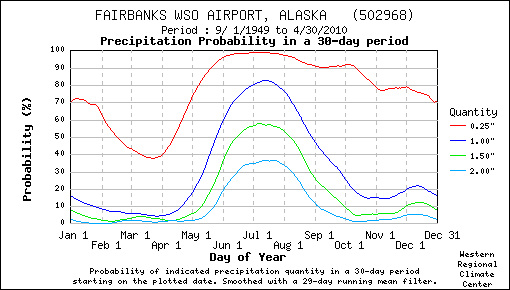 FAIRBANKS WSO AIRPORT, ALASKA (502968)
Period : 9/ 1/1949 to 4/30/2010
Precipitation Probability in a 30-day period
Probability (%)
100
90
80
70
60
50
40
30
20
10
0
Jan 1 Mar 1 May 1 Jul 1 Sep 1 Nov 1 Dec 31
Feb 1 Apr 1 Jun 1 Aug 1 Oct 1 Dec 1
Day of Year
Quantity
0.25"
1.00"
1.50"
2.00"
Probability of indicated precipitation quantity in a 30-day period
starting on the plotted date. Smoothed with a 29-day running mean filter.
Western
Regional
Climate
Center